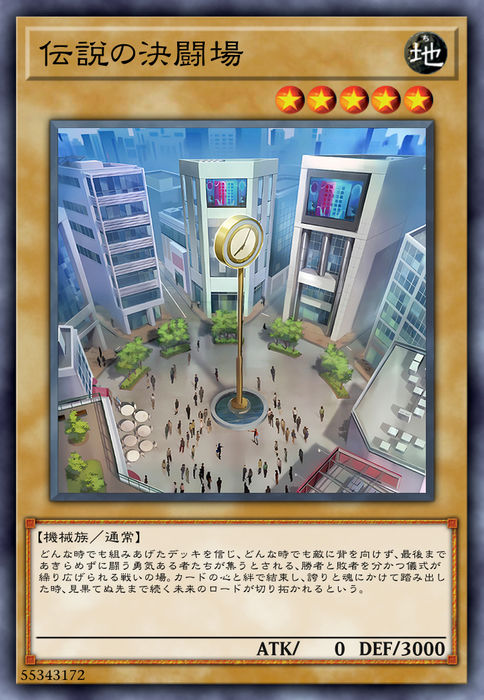 伝説の決闘場
ち
地
【機械族／通常】
どんな時でも組みあげたデッキを信じ、どんな時でも敵に背を向けず、最後まで
あきらめずに闘う勇気ある者たちが集うとされる、勝者と敗者を分かつ儀式が
繰り広げられる戦いの場。カードの心と絆で結束し、誇りと魂にかけて踏み出し
た時、見果てぬ先まで続く未来のロードが切り拓かれるという。
ATK/ 0 DEF/3000
55343172